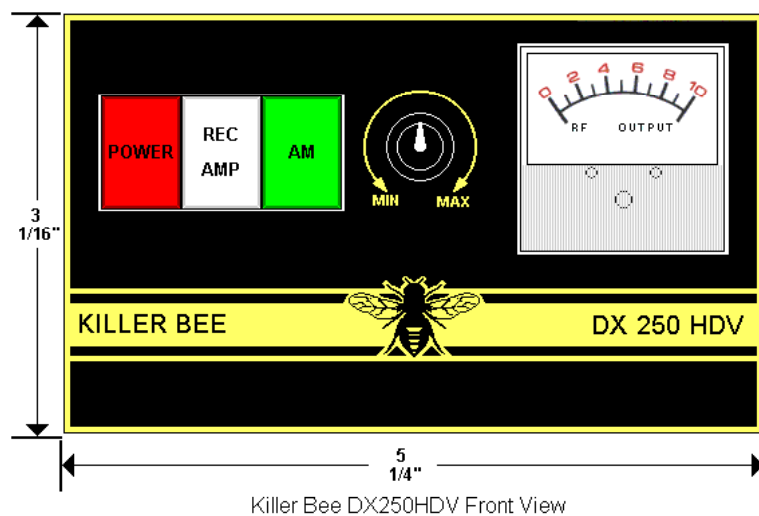 POWER
REC
AMP
AM
MIN
MAX
0 2 4 6 8 10
RF OUTPUT
3
1/16"
KILLER BEE
DX 250 HDV
5
1/4"
Killer Bee DX250HDV Front View